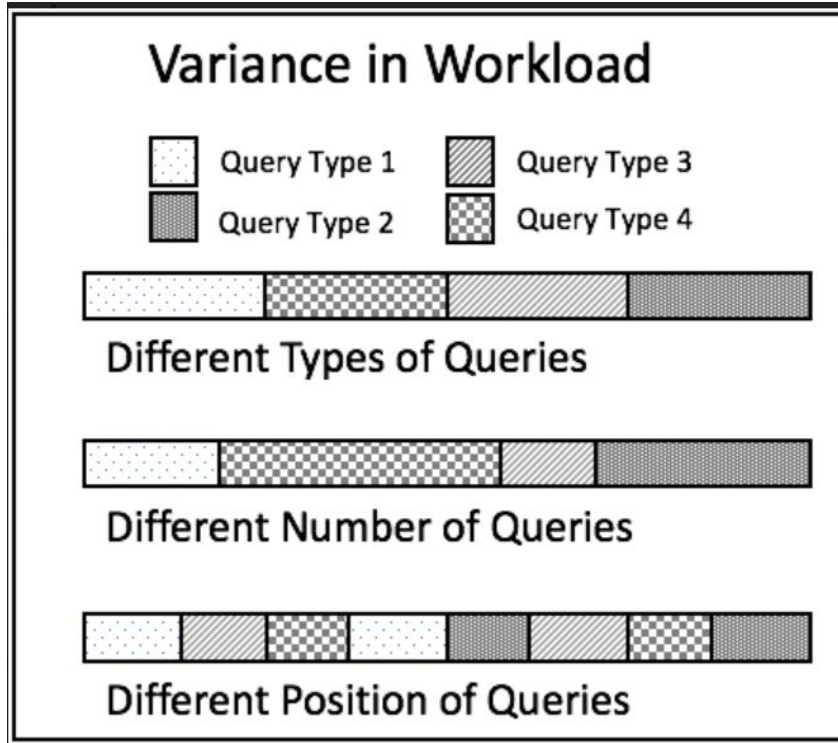 Variance in Workload
Query Type 1
Query Type 3
Query Type 2
Query Type 4
Different Types of Queries
Different Number of Queries
Different Position of Queries